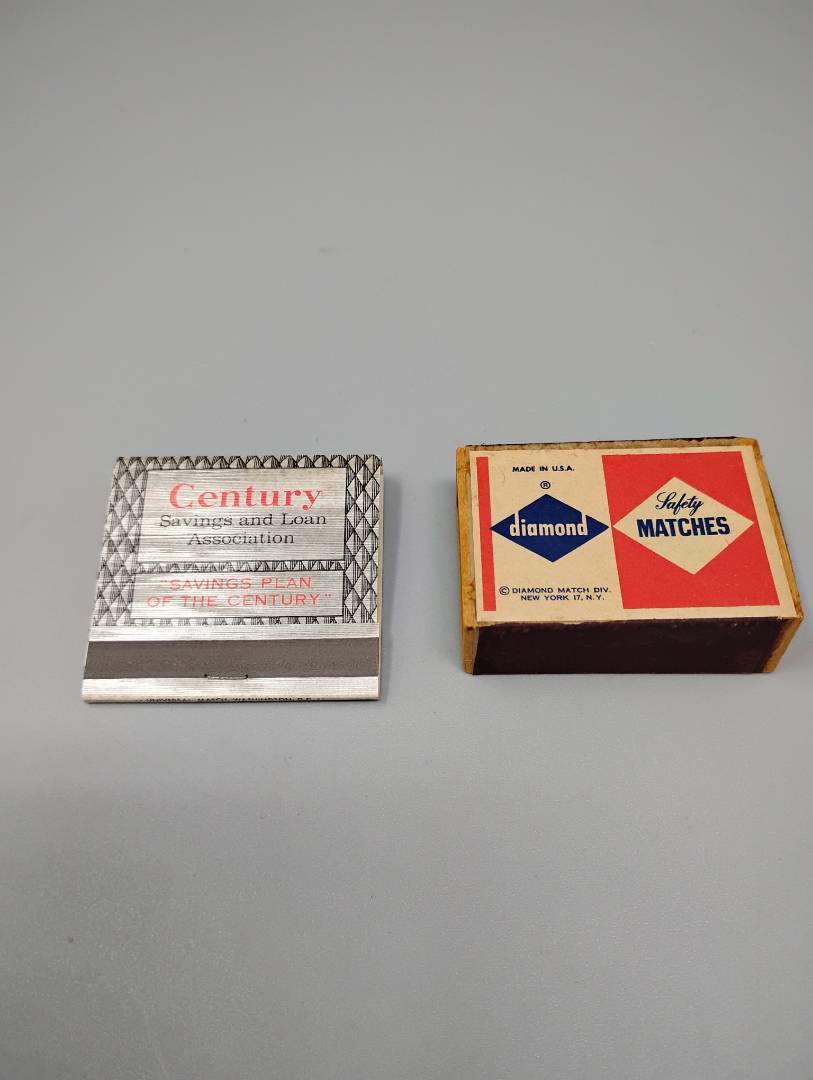 Century
Savings and Loan
Association
"SAVINGS PLAN
OF THE CENTURY"
MADE IN U.S.A.
®
diamond
© DIAMOND MATCH DIV.
NEW YORK 17, N.Y.
Safety
MATCHES